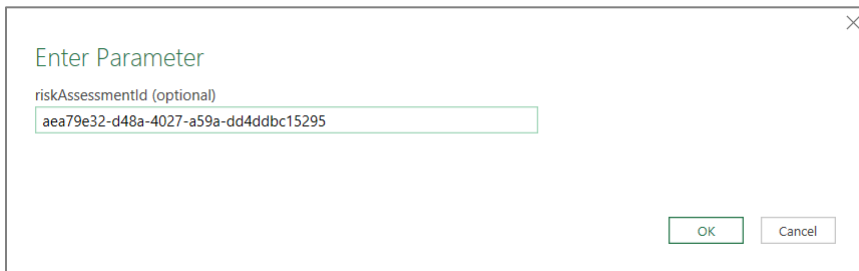 Enter Parameter
riskAssessmentId (optional)
aea79e32-d48a-4027-a59a-dd4ddbc15295
OK Cancel